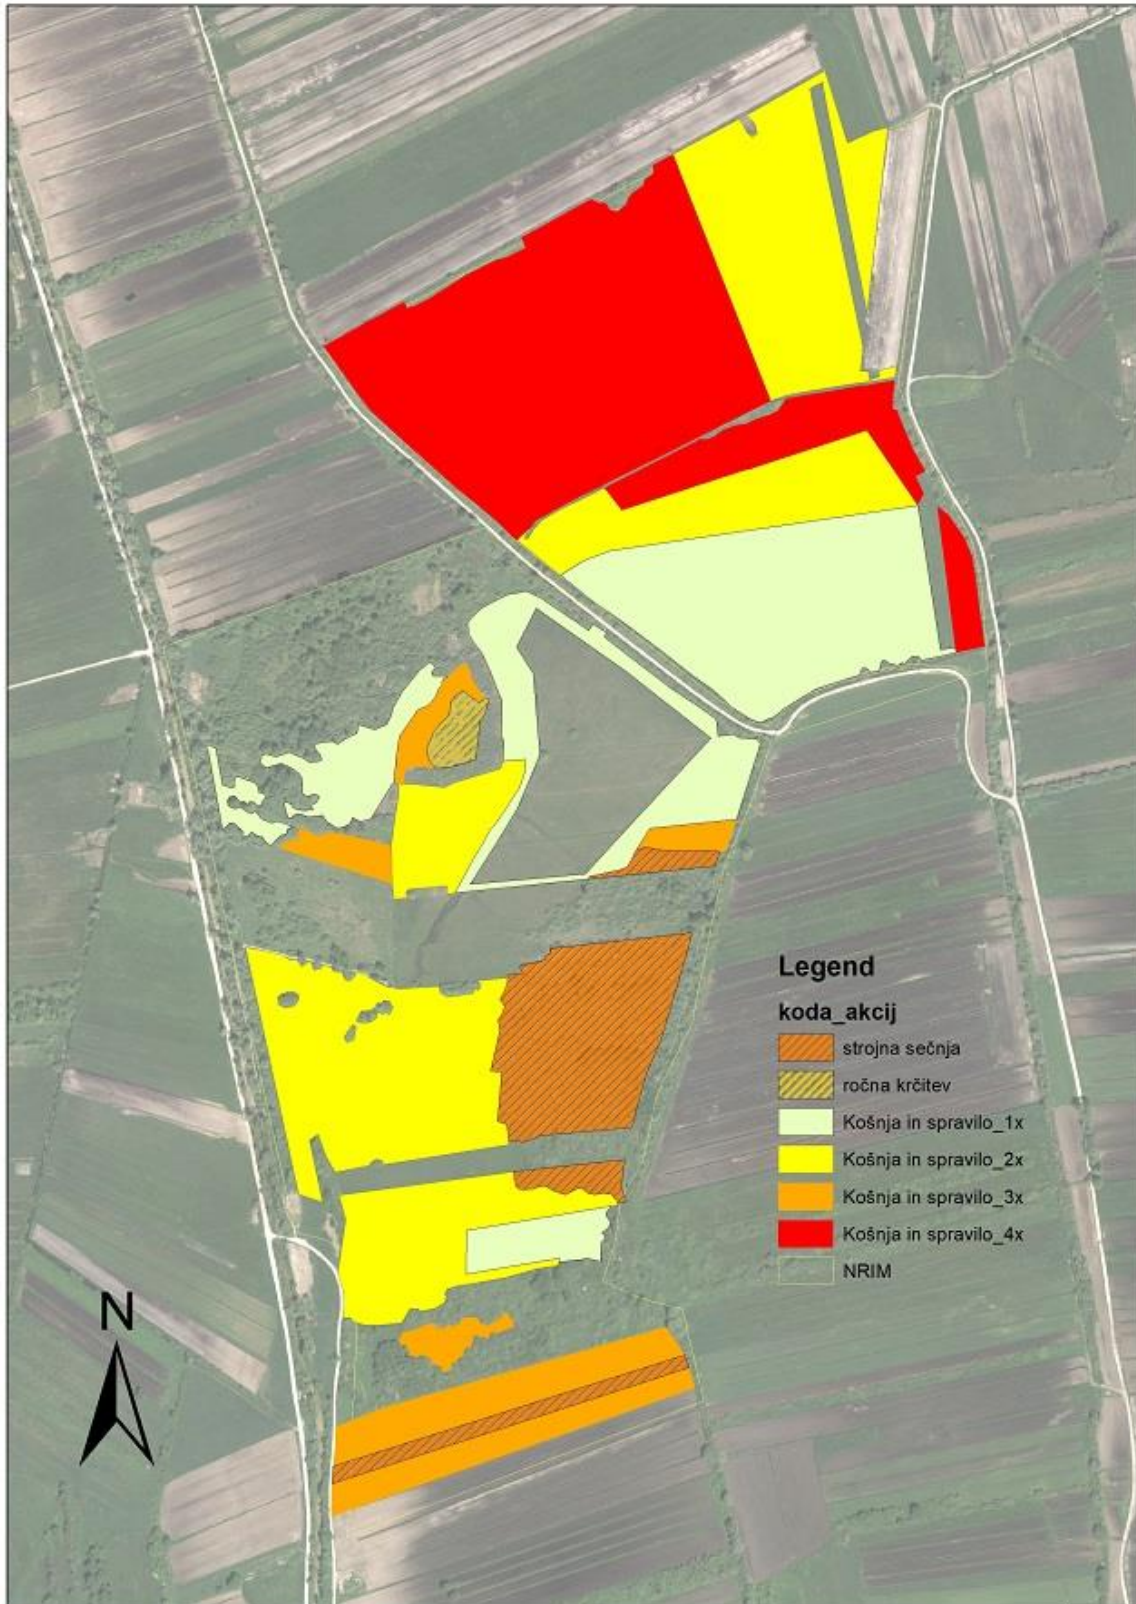 Legend
koda_akcij
strojna sečnja
ročna krčitev
Košnja in spravilo_1x
Košnja in spravilo_2x
Košnja in spravilo_3x
Košnja in spravilo_4x
NRIM
N